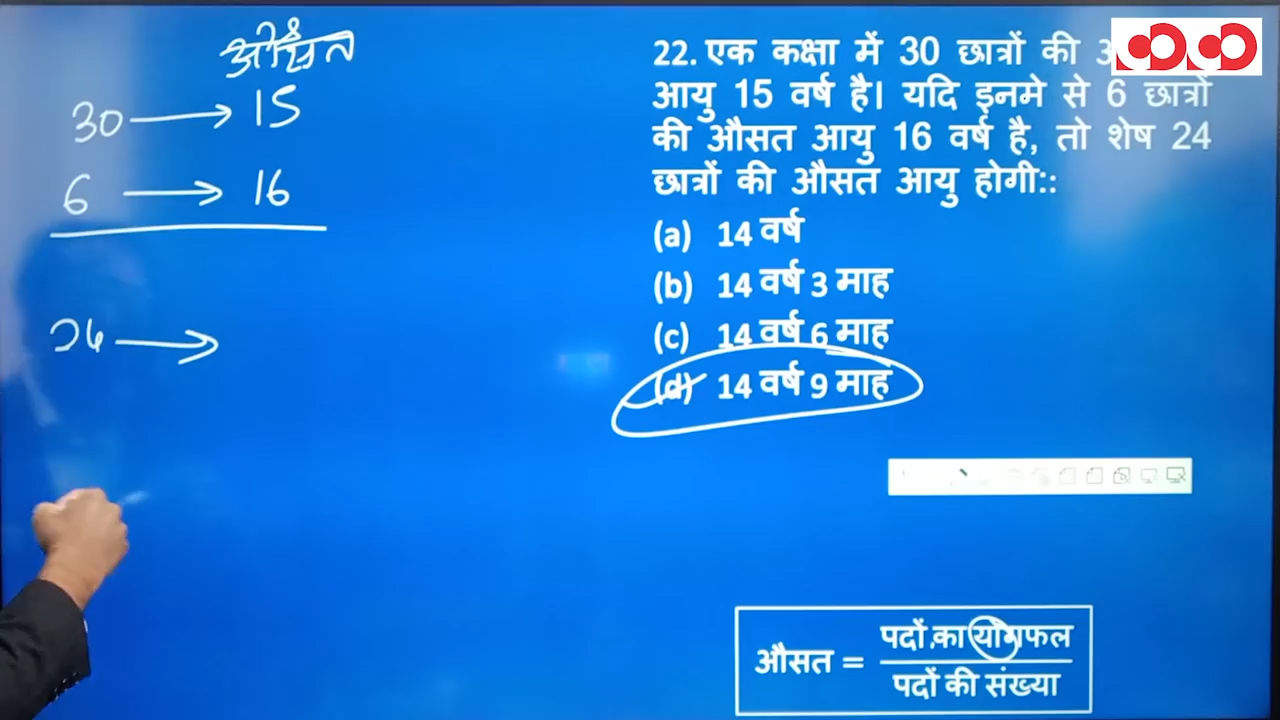 औसत
30 → 15
6 → 16
24 →
22. एक कक्षा में 30 छात्रों की
आयु 15 वर्ष है। यदि इनमे से 6 छात्रों
की औसत आयु 16 वर्ष है, तो शेष 24
छात्रों की औसत आयु होगी::
(a) 14 वर्ष
(b) 14 वर्ष 3 माह
(c) 14 वर्ष 6 माह
(d) 14 वर्ष 9 माह
औसत = पदों का योगफल
पदों की संख्या